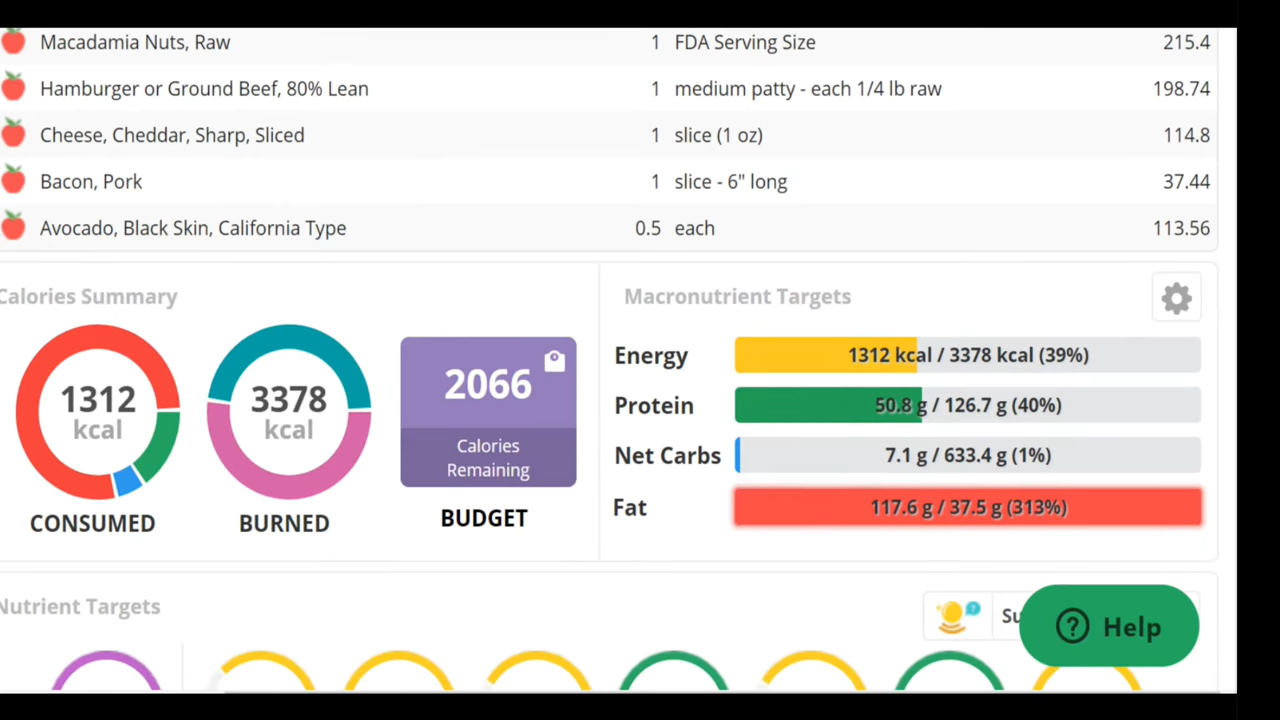 Macadamia Nuts, Raw 1 FDA Serving Size 215.4
Hamburger or Ground Beef, 80% Lean 1 medium patty - each 1/4 lb raw 198.74
Cheese, Cheddar, Sharp, Sliced 1 slice (1 oz) 114.8
Bacon, Pork 1 slice - 6" long 37.44
Avocado, Black Skin, California Type 0.5 each 113.56
Calories Summary
1312
kcal
CONSUMED
3378
kcal
BURNED
2066
Calories
Remaining
BUDGET
Macronutrient Targets
Energy 1312 kcal / 3378 kcal (39%)
Protein 50.8 g / 126.7 g (40%)
Net Carbs 7.1 g / 633.4 g (1%)
Fat 117.6 g / 37.5 g (313%)
Nutrient Targets
Su
? Help